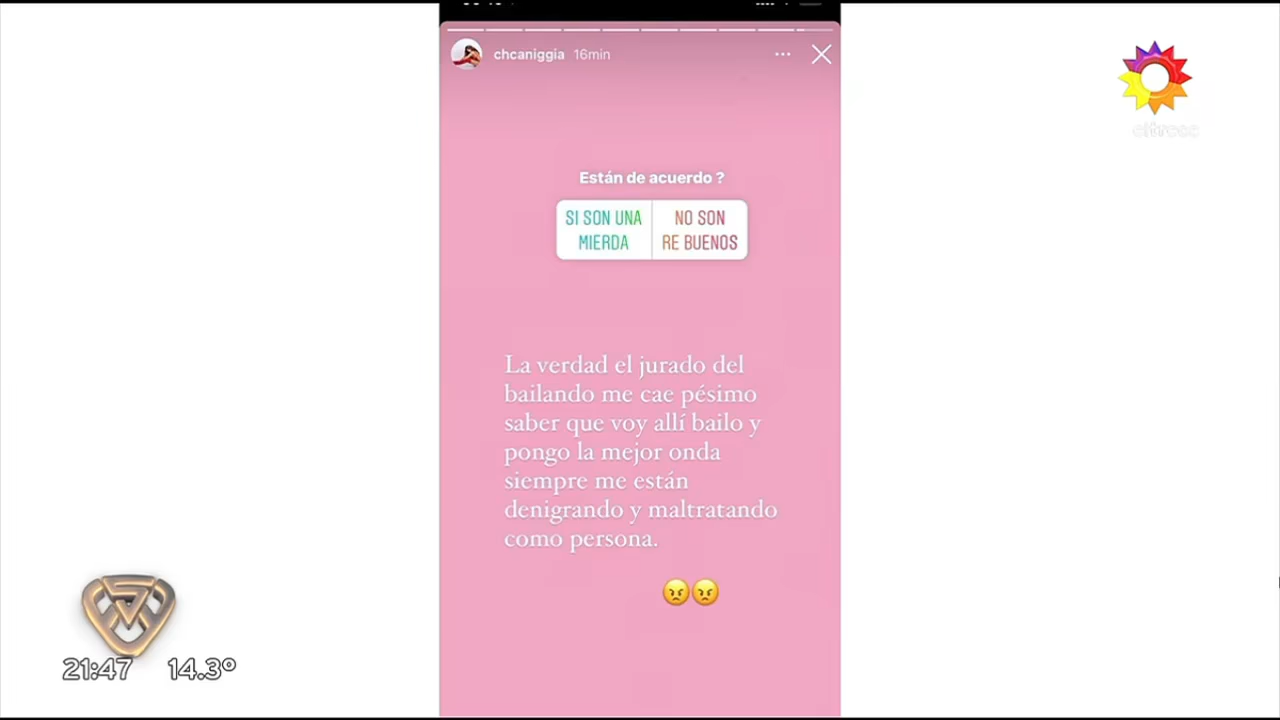 chcaniggia 16min
eltrece
Están de acuerdo ?
SI SON UNA
MIERDA
NO SON
RE BUENOS
La verdad el jurado del
bailando me cae pésimo
saber que voy allí bailo y
pongo la mejor onda
siempre me están
denigrando y maltratando
como persona.
21:47 14.3°